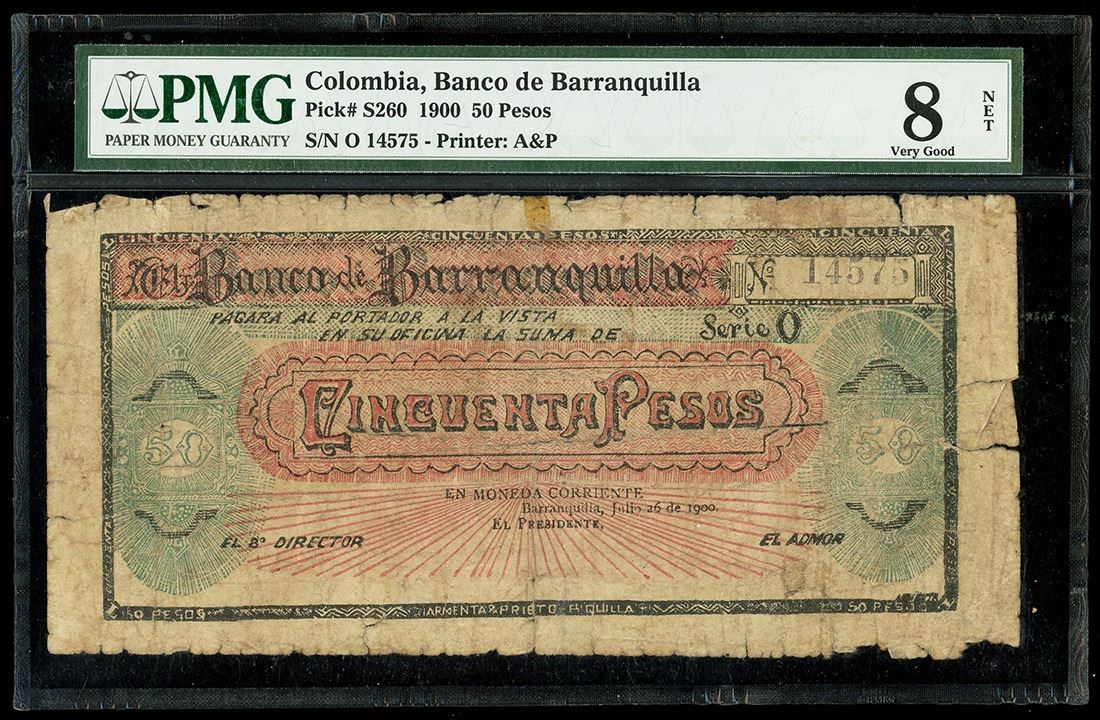 PMG
PAPER MONEY GUARANTY
Colombia, Banco de Barranquilla
Pick# S260 1900 50 Pesos
S/N O 14575 - Printer: A&P
8
NET
Very Good
CINCUENTA CINCUENTA PESOS CINCUENTA
El Banco de Barranquilla
No. 14575
PAGARA AL PORTADOR A LA VISTA
EN SU OFICINA LA SUMA DE
Serie O
CINCUENTA PESOS
50
50
EN MONEDA CORRIENTE
Barranquilla, Julio 26 de 1900.
EL PRESIDENTE,
EL 2º DIRECTOR
EL ADMOR
50 PESOS
ARMENTA & PRIETO - B'QUILLA
50 PESOS